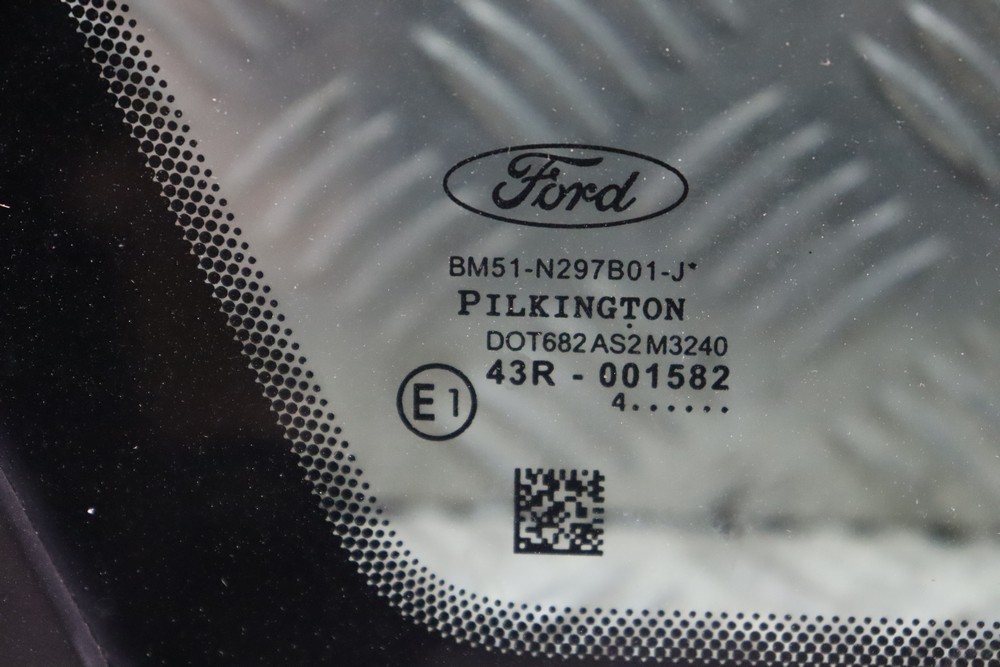 Ford
BM51-N297B01-J*
PILKINGTON
DOT682 AS2 M3240
43R - 001582
4......
E1